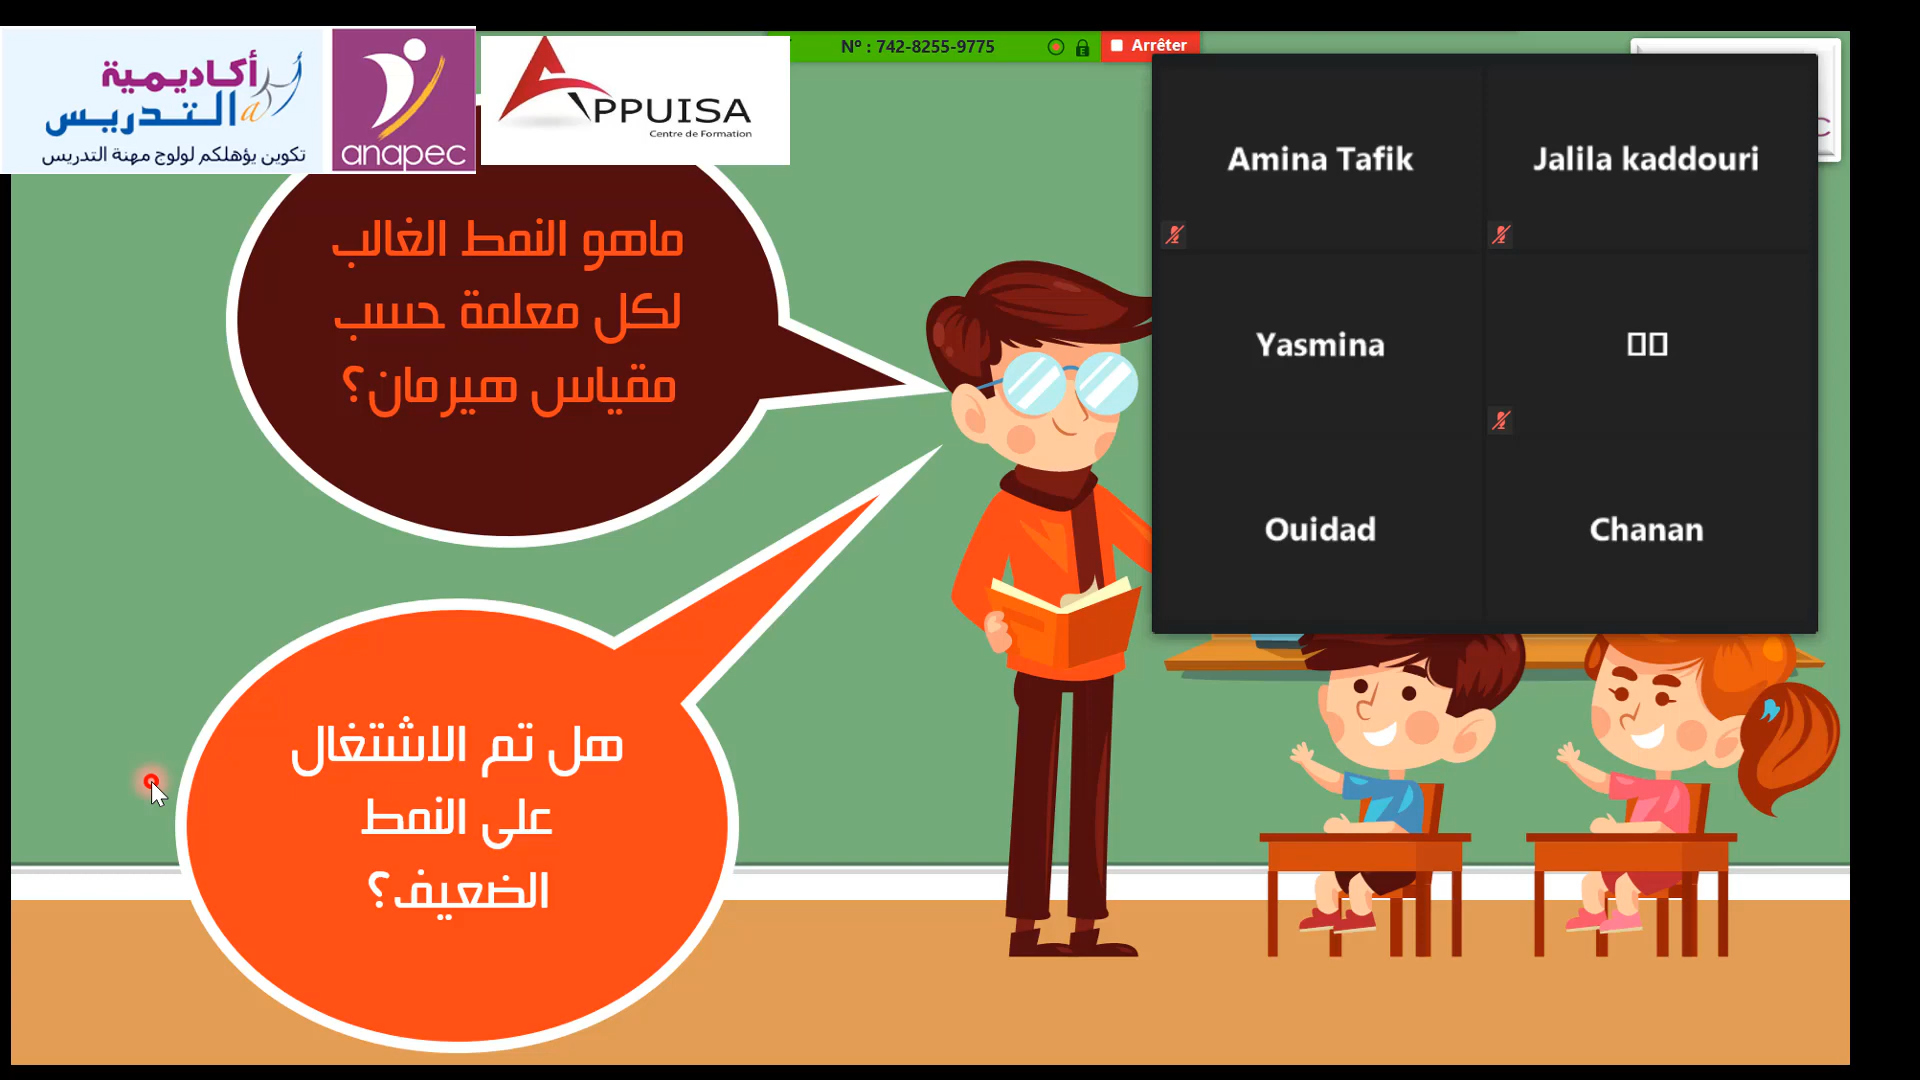 أكاديمية
التدريس
تكوين يؤهلكم لولوج مهنة التدريس
anapec
APPUISA
Centre de Formation
N° : 742-8255-9775
Arrêter
ماهو النمط الغالب
لكل معلمة حسب
مقياس هيرمان؟
هل تم الاشتغال
على النمط
الضعيف؟
Amina Tafik
Jalila kaddouri
Yasmina
Ouidad
Chanan